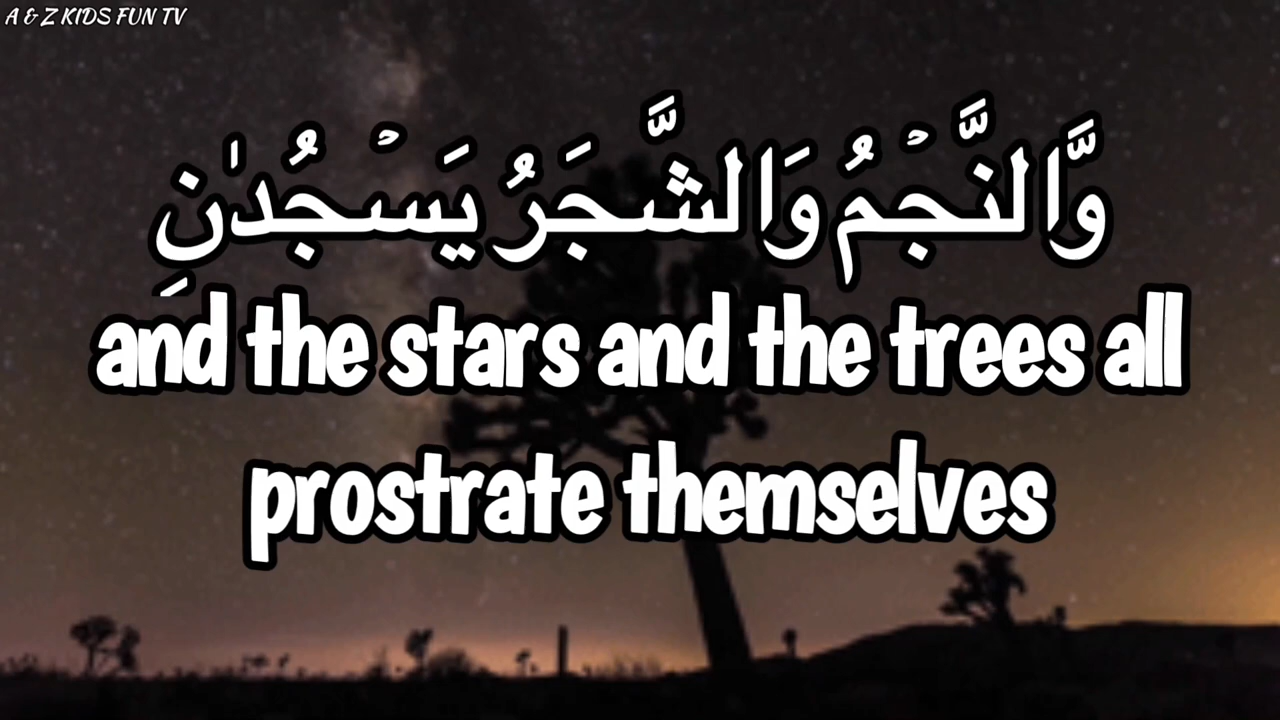 A & Z KIDS FUN TV
وَّالنَّجۡمُ وَالشَّجَرُ يَسۡجُدٰنِ
and the stars and the trees all
prostrate themselves